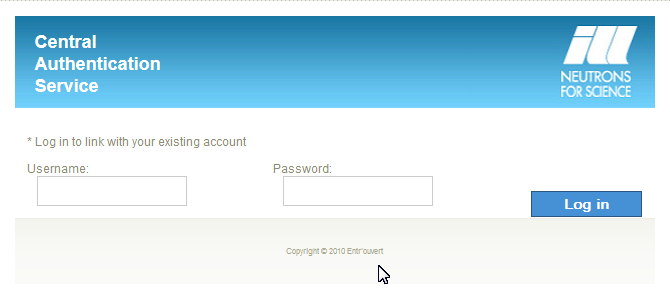 Central
Authentication
Service
ill
NEUTRONS
FOR SCIENCE
* Log in to link with your existing account
Username:
Password:
Log in
Copyright © 2010 Entr'ouvert